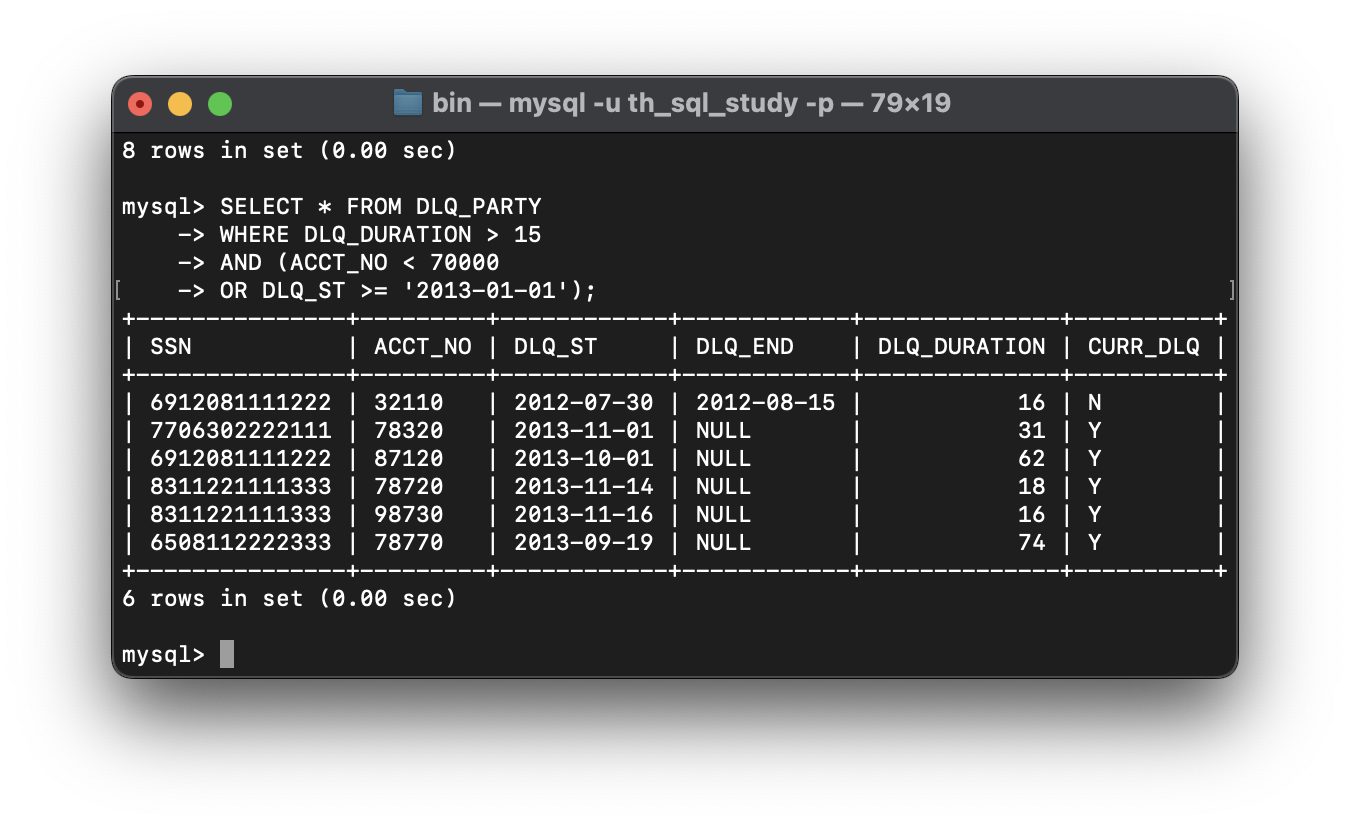 bin — mysql -u th_sql_study -p — 79×19
8 rows in set (0.00 sec)
mysql> SELECT * FROM DLQ_PARTY
    -> WHERE DLQ_DURATION > 15
    -> AND (ACCT_NO < 70000
[    -> OR DLQ_ST >= '2013-01-01'); ]
+---------------+---------+------------+------------+--------------+----------+
| SSN           | ACCT_NO | DLQ_ST     | DLQ_END    | DLQ_DURATION | CURR_DLQ |
+---------------+---------+------------+------------+--------------+----------+
| 6912081111222 | 32110   | 2012-07-30 | 2012-08-15 |           16 | N        |
| 7706302222111 | 78320   | 2013-11-01 | NULL       |           31 | Y        |
| 6912081111222 | 87120   | 2013-10-01 | NULL       |           62 | Y        |
| 8311221111333 | 78720   | 2013-11-14 | NULL       |           18 | Y        |
| 8311221111333 | 98730   | 2013-11-16 | NULL       |           16 | Y        |
| 6508112222333 | 78770   | 2013-09-19 | NULL       |           74 | Y        |
+---------------+---------+------------+------------+--------------+----------+
6 rows in set (0.00 sec)
mysql>